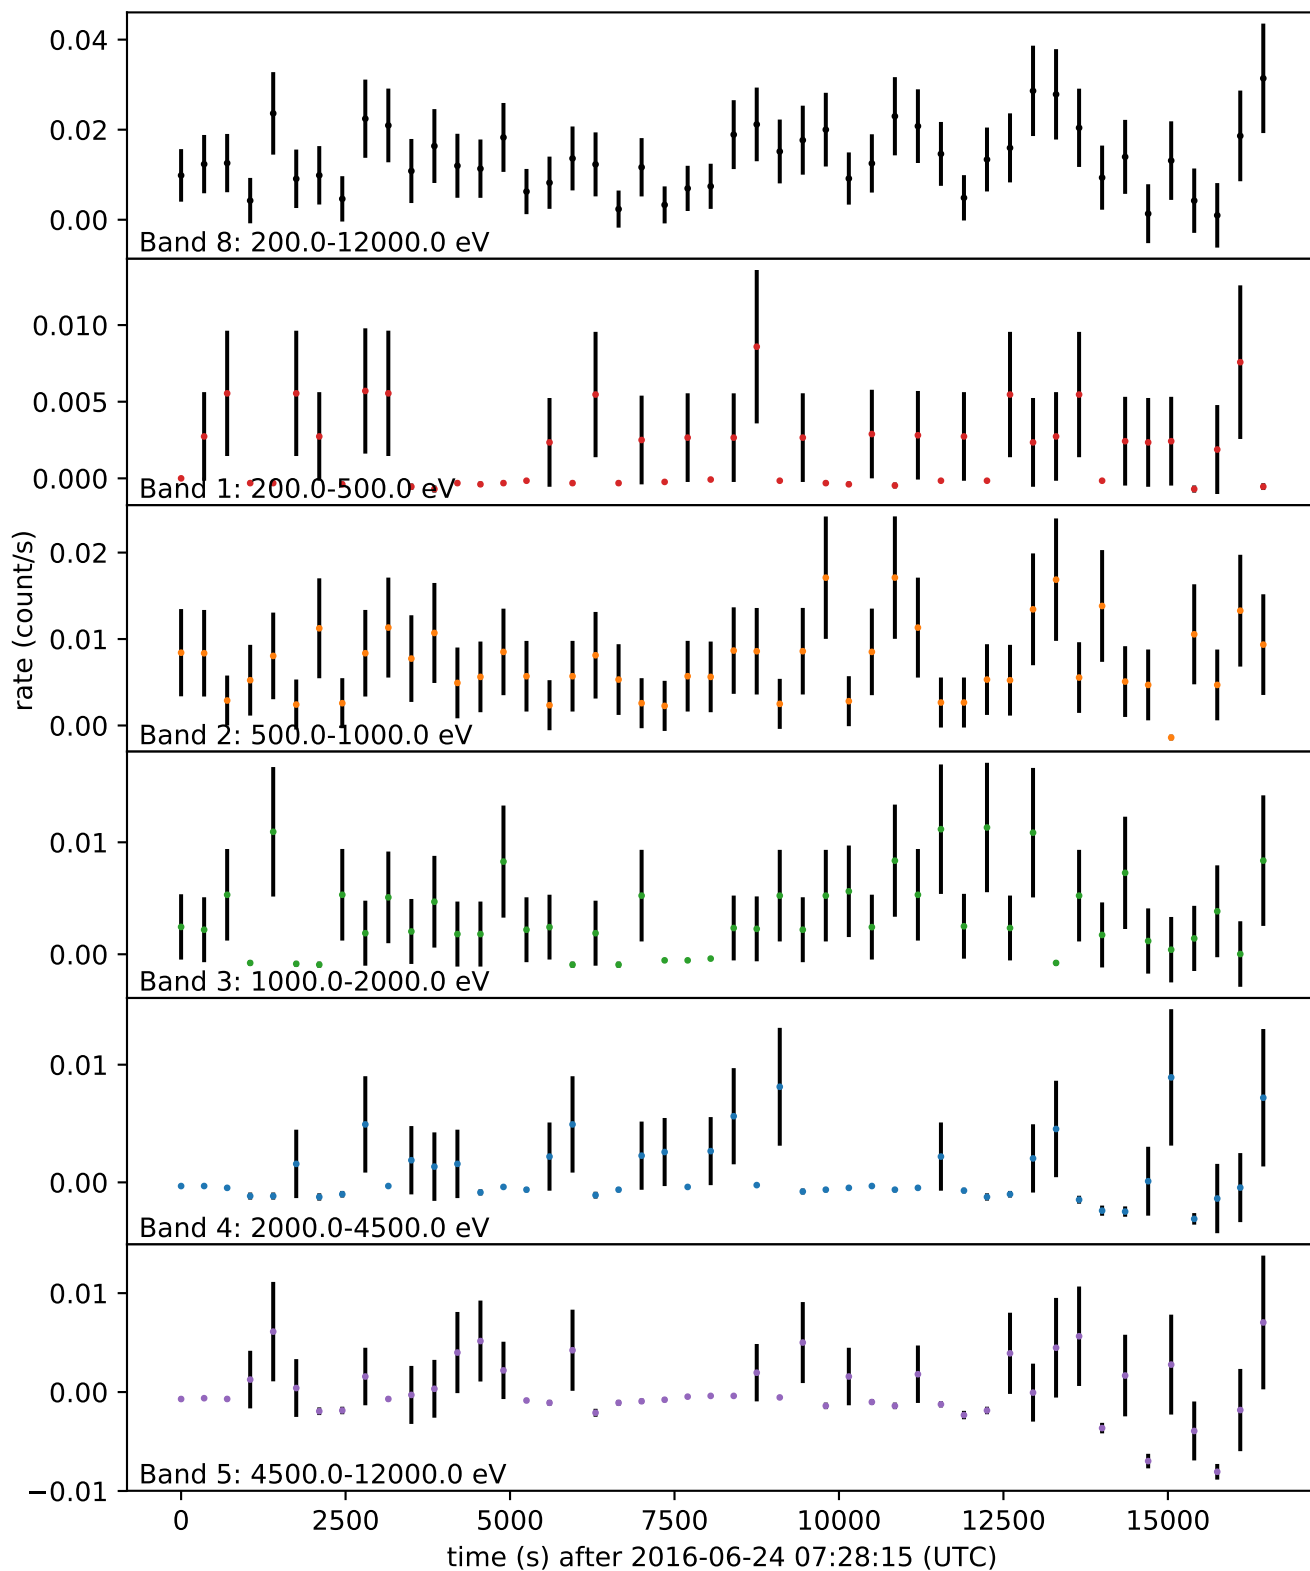 0.04
0.02
0.00
Band 8: 200.0-12000.0 eV
0.010
0.005
0.000
Band 1: 200.0-500.0 eV
rate (count/s)
0.02
0.01
0.00
Band 2: 500.0-1000.0 eV
0.01
0.00
Band 3: 1000.0-2000.0 eV
0.01
0.00
Band 4: 2000.0-4500.0 eV
0.01
0.00
−0.01
Band 5: 4500.0-12000.0 eV
0 2500 5000 7500 10000 12500 15000
time (s) after 2016-06-24 07:28:15 (UTC)